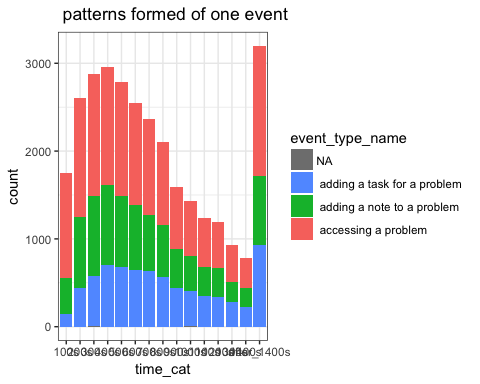 patterns formed of one event
3000
2000
1000
0
count
time_cat
event_type_name
NA
adding a task for a problem
adding a note to a problem
accessing a problem